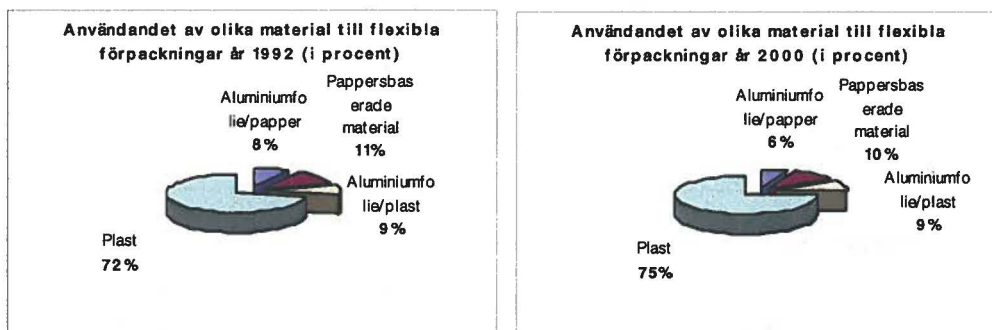 Användandet av olika material till flexibla
förpackningar år 1992 (i procent)
Aluminiumfo
lie/papper
8%
Pappersbas
erade
material
11%
Aluminiumfo
lie/plast
9%
Plast
72%
Användandet av olika material till flexibla
förpackningar år 2000 (i procent)
Aluminiumfo
lie/papper
6%
Pappersbas
erade
material
10%
Aluminiumfo
lie/plast
9%
Plast
75%